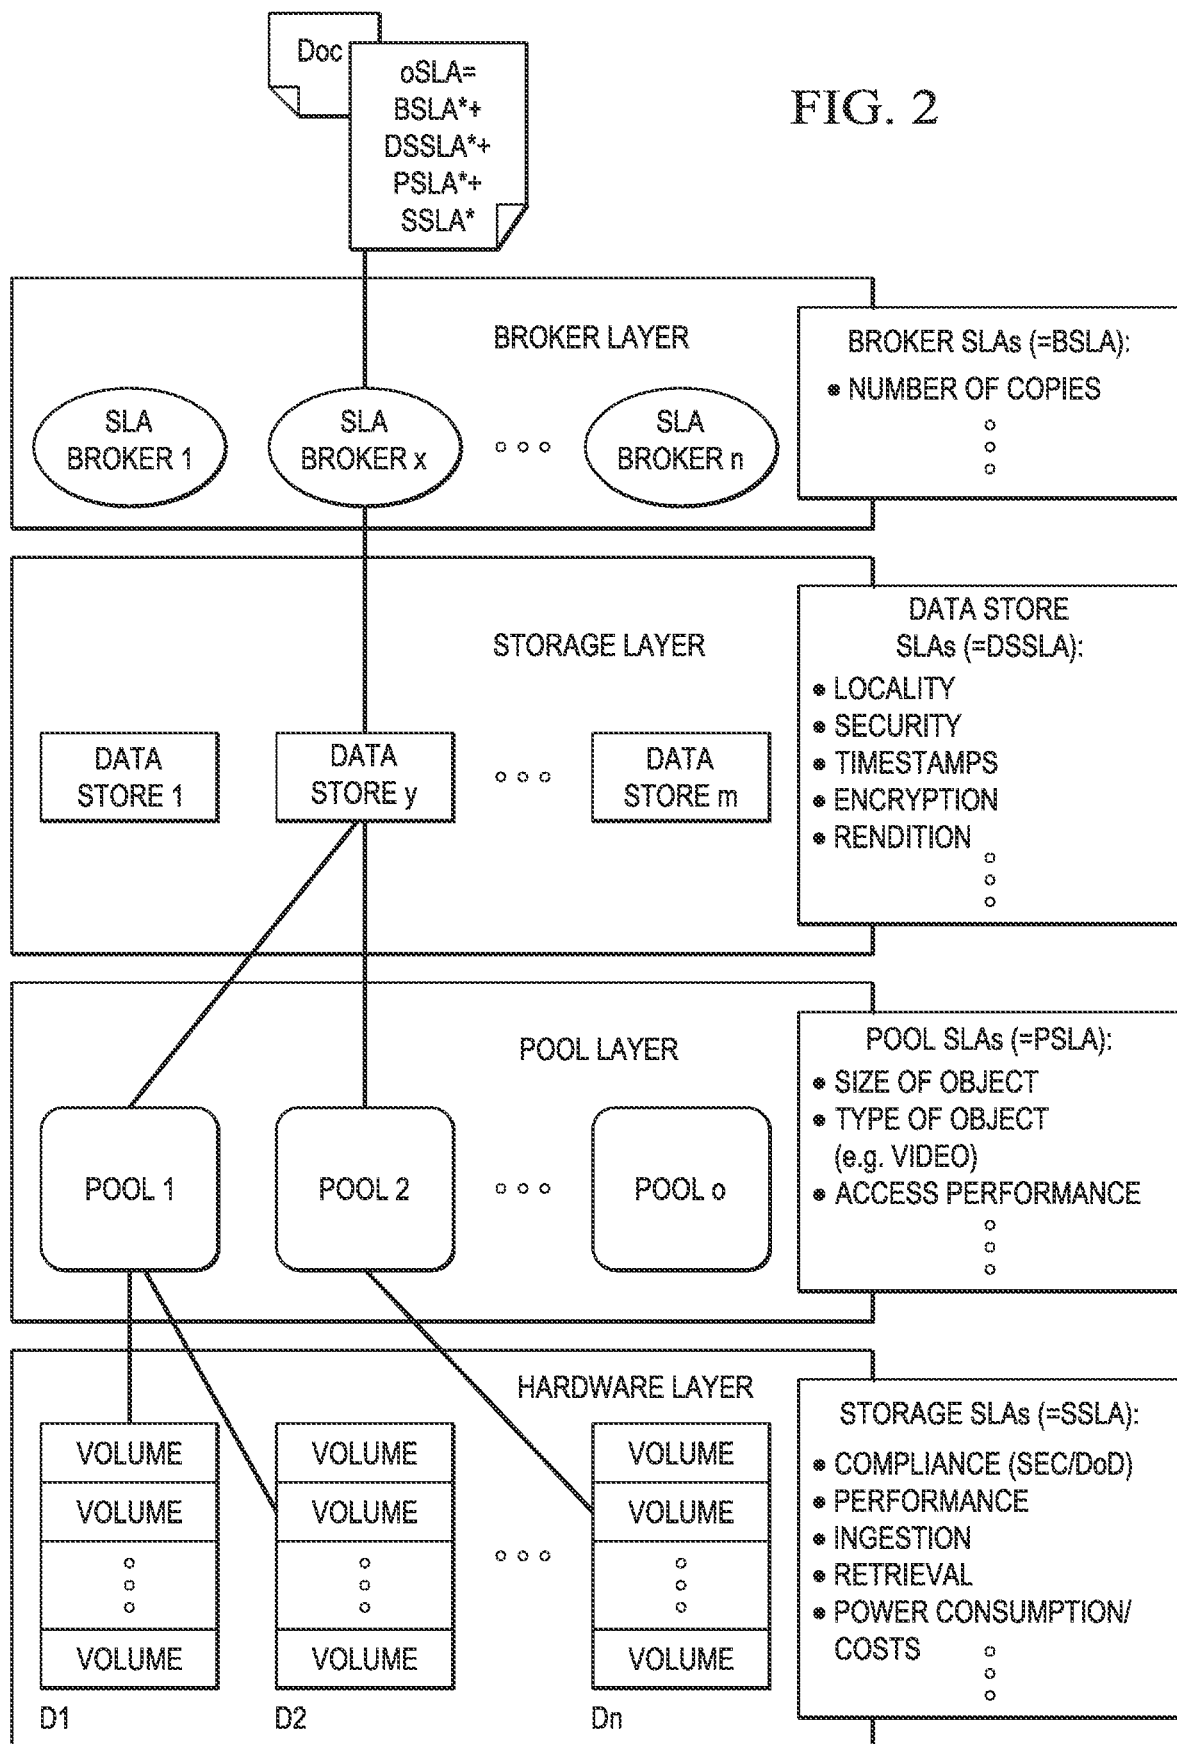 Doc
oSLA=
BSLA*+
DSSLA*+
PSLA*+
SSLA*
FIG. 2
BROKER LAYER
SLA
BROKER 1
SLA
BROKER x
SLA
BROKER n
BROKER SLAs (=BSLA):
• NUMBER OF COPIES
STORAGE LAYER
DATA
STORE 1
DATA
STORE y
DATA
STORE m
DATA STORE
SLAs (=DSSLA):
• LOCALITY
• SECURITY
• TIMESTAMPS
• ENCRYPTION
• RENDITION
POOL LAYER
POOL 1
POOL 2
POOL o
POOL SLAs (=PSLA):
• SIZE OF OBJECT
• TYPE OF OBJECT
(e.g. VIDEO)
• ACCESS PERFORMANCE
HARDWARE LAYER
VOLUME
VOLUME
VOLUME
D1
VOLUME
VOLUME
VOLUME
D2
VOLUME
VOLUME
VOLUME
Dn
STORAGE SLAs (=SSLA):
• COMPLIANCE (SEC/DoD)
• PERFORMANCE
• INGESTION
• RETRIEVAL
• POWER CONSUMPTION/
COSTS